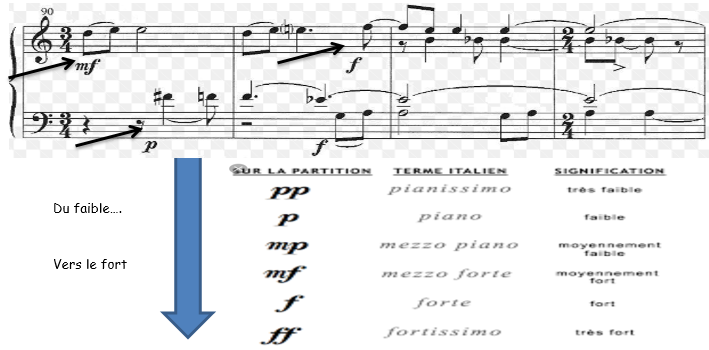 90
mf
f
p
f
SUR LA PARTITION TERME ITALIEN SIGNIFICATION
pp pianissimo très faible
Du faible....
p piano faible
mp mezzo piano moyennement faible
Vers le fort
mf mezzo forte moyennement fort
f forte fort
ff fortissimo très fort